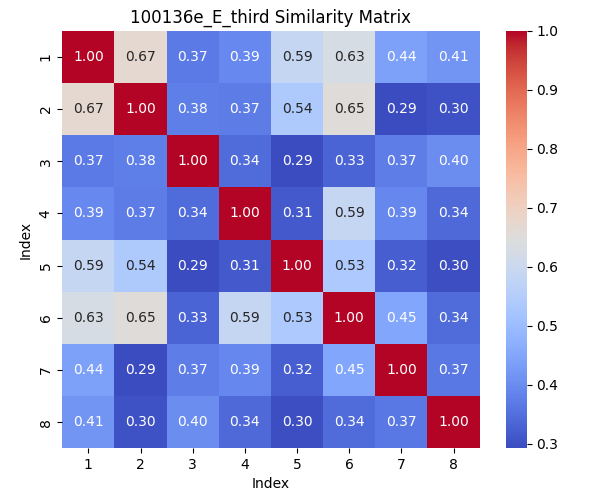 100136e_E_third Similarity Matrix
1 1.00 0.67 0.37 0.39 0.59 0.63 0.44 0.41
2 0.67 1.00 0.38 0.37 0.54 0.65 0.29 0.30
3 0.37 0.38 1.00 0.34 0.29 0.33 0.37 0.40
4 0.39 0.37 0.34 1.00 0.31 0.59 0.39 0.34
5 0.59 0.54 0.29 0.31 1.00 0.53 0.32 0.30
6 0.63 0.65 0.33 0.59 0.53 1.00 0.45 0.34
7 0.44 0.29 0.37 0.39 0.32 0.45 1.00 0.37
8 0.41 0.30 0.40 0.34 0.30 0.34 0.37 1.00
1 2 3 4 5 6 7 8
Index
Index
1.0
0.9
0.8
0.7
0.6
0.5
0.4
0.3